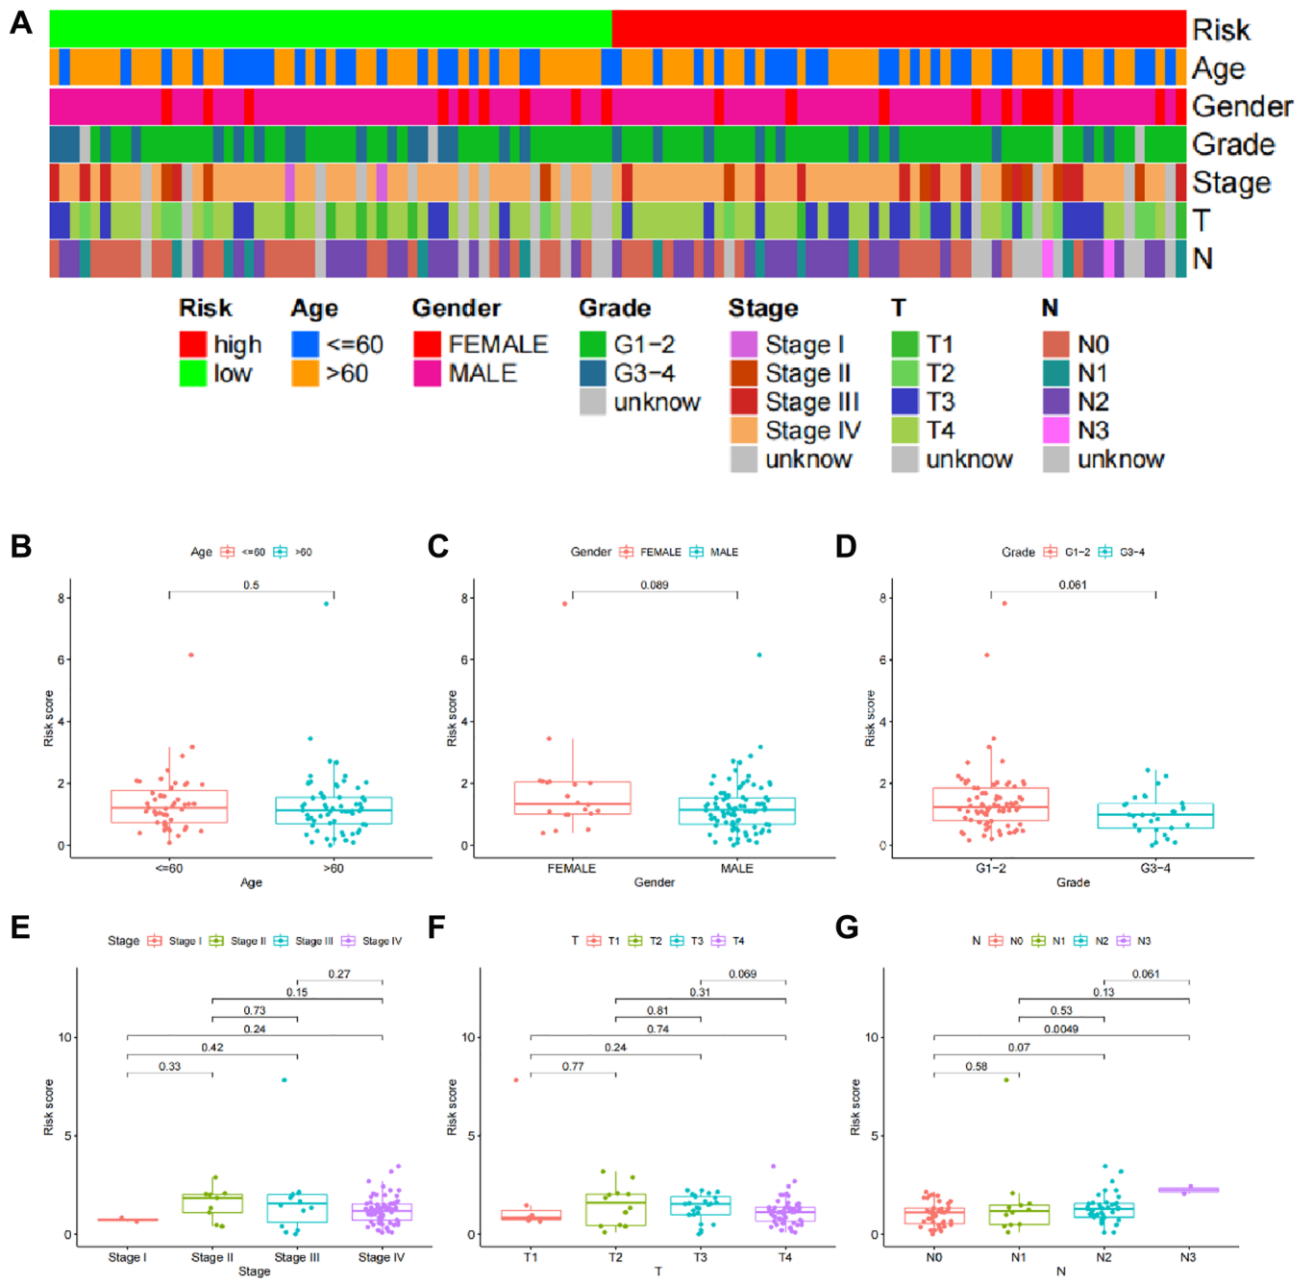 A
Risk
Age
Gender
Grade
Stage
T
N
Risk Age Gender Grade Stage T N
high <=60 FEMALE G1-2 Stage I T1 N0
low >60 MALE G3-4 Stage II T2 N1
unknow Stage III T3 N2
Stage IV T4 N3
unknow unknow unknow
B
Age <=60 >60
0.5
8
6
4
2
0
Risk score
<=60 >60
Age
C
Gender FEMALE MALE
0.089
8
6
4
2
0
Risk score
FEMALE MALE
Gender
D
Grade G1-2 G3-4
0.061
8
6
4
2
0
Risk score
G1-2 G3-4
Grade
E
Stage Stage I Stage II Stage III Stage IV
0.27
0.15
0.73
0.24
0.42
0.33
10
5
0
Risk score
Stage I Stage II Stage III Stage IV
Stage
F
T T1 T2 T3 T4
0.069
0.31
0.81
0.74
0.24
0.77
10
5
0
Risk score
T1 T2 T3 T4
T
G
N N0 N1 N2 N3
0.061
0.13
0.53
0.0049
0.07
0.58
10
5
0
Risk score
N0 N1 N2 N3
N